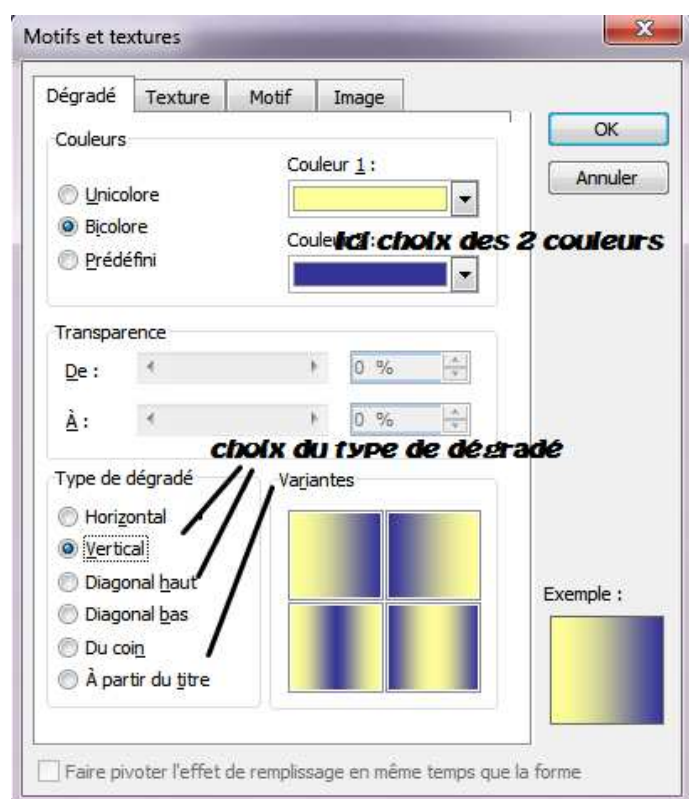 Motifs et textures
Dégradé Texture Motif Image
OK
Annuler
Couleurs
Couleur 1 :
Unicolore
Bicolore
Prédéfini
Couleur 2 :
Ici choix des 2 couleurs
Transparence
De : 0 %
À : 0 %
choix du type de dégradé
Type de dégradé
Variantes
Horizontal
Vertical
Diagonal haut
Diagonal bas
Du coin
À partir du titre
Exemple :
Faire pivoter l'effet de remplissage en même temps que la forme